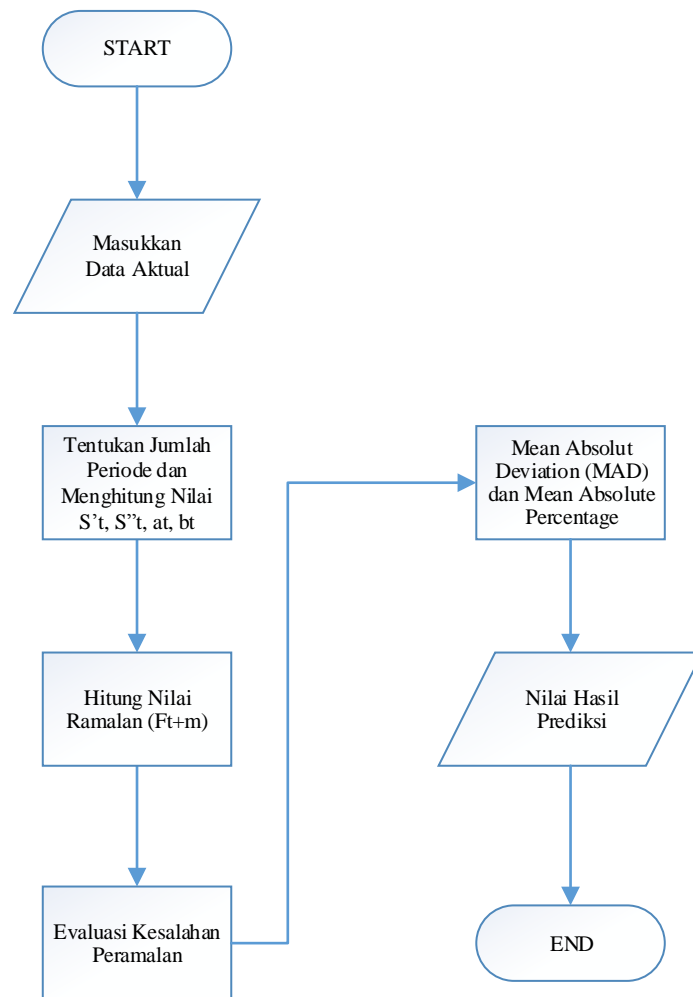 START
Masukkan
Data Aktual
Tentukan Jumlah
Periode dan
Menghitung Nilai
S't, S"t, at, bt
Hitung Nilai
Ramalan (Ft+m)
Evaluasi Kesalahan
Peramalan
Mean Absolut
Deviation (MAD)
dan Mean Absolute
Percentage
Nilai Hasil
Prediksi
END